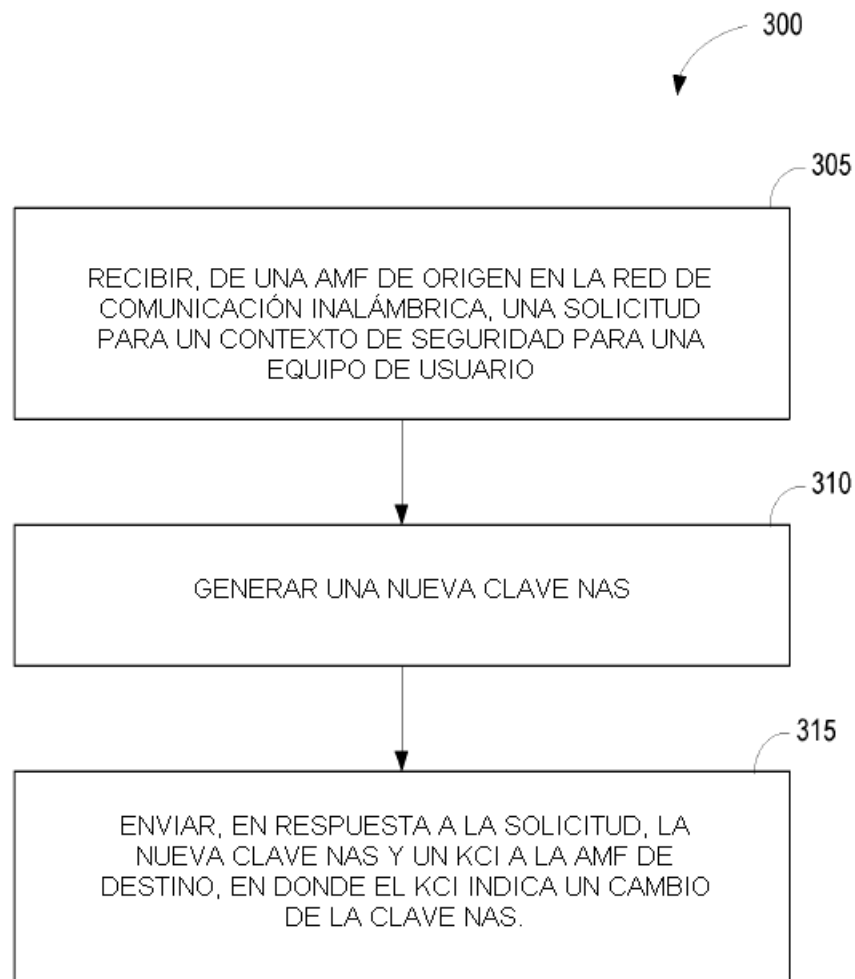 300
305
RECIBIR, DE UNA AMF DE ORIGEN EN LA RED DE
COMUNICACIÓN INALÁMBRICA, UNA SOLICITUD
PARA UN CONTEXTO DE SEGURIDAD PARA UNA
EQUIPO DE USUARIO
310
GENERAR UNA NUEVA CLAVE NAS
315
ENVIAR, EN RESPUESTA A LA SOLICITUD, LA
NUEVA CLAVE NAS Y UN KCI A LA AMF DE
DESTINO, EN DONDE EL KCI INDICA UN CAMBIO
DE LA CLAVE NAS.